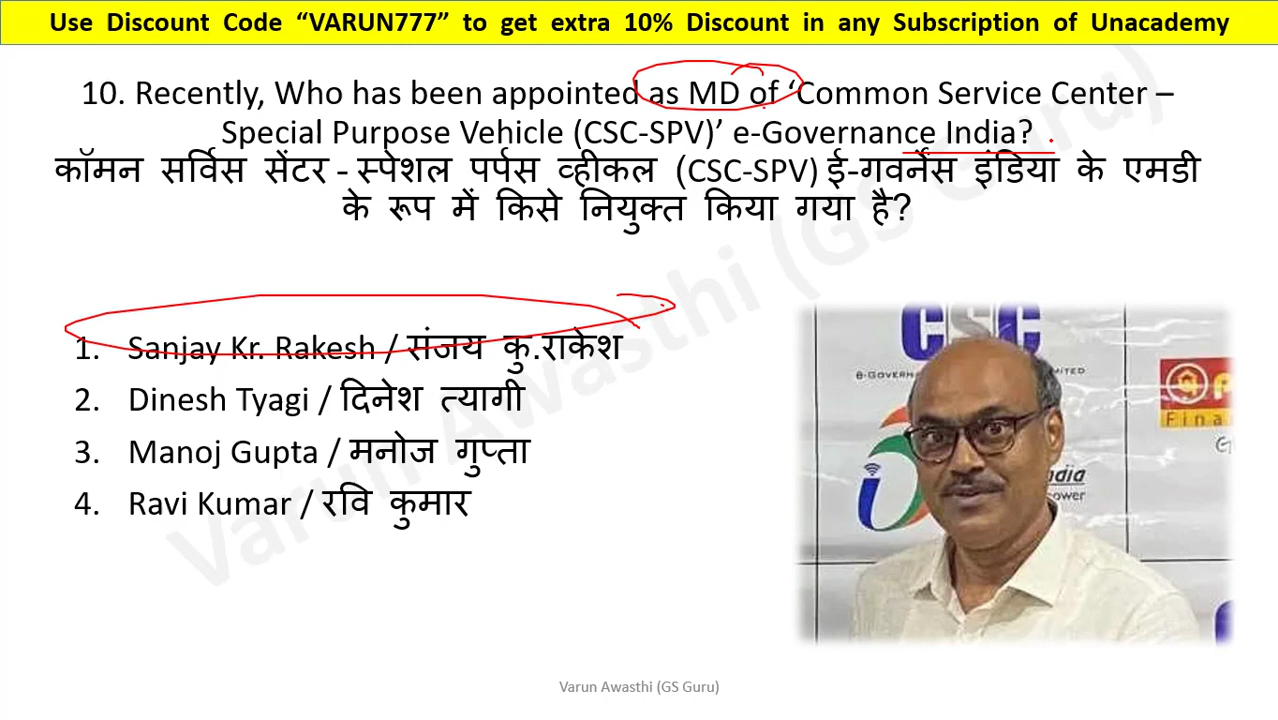 Use Discount Code “VARUN777” to get extra 10% Discount in any Subscription of Unacademy
10. Recently, Who has been appointed as MD of ‘Common Service Center –
Special Purpose Vehicle (CSC-SPV)’ e-Governance India?
कॉमन सर्विस सेंटर - स्पेशल पर्पस व्हीकल (CSC-SPV) ई-गवर्नेंस इंडिया के एमडी
के रूप में किसे नियुक्त किया गया है?
1. Sanjay Kr. Rakesh / संजय कु.राकेश
2. Dinesh Tyagi / दिनेश त्यागी
3. Manoj Gupta / मनोज गुप्ता
4. Ravi Kumar / रवि कुमार
CSC
Varun Awasthi (GS Guru)
Varun Awasthi (GS Guru)